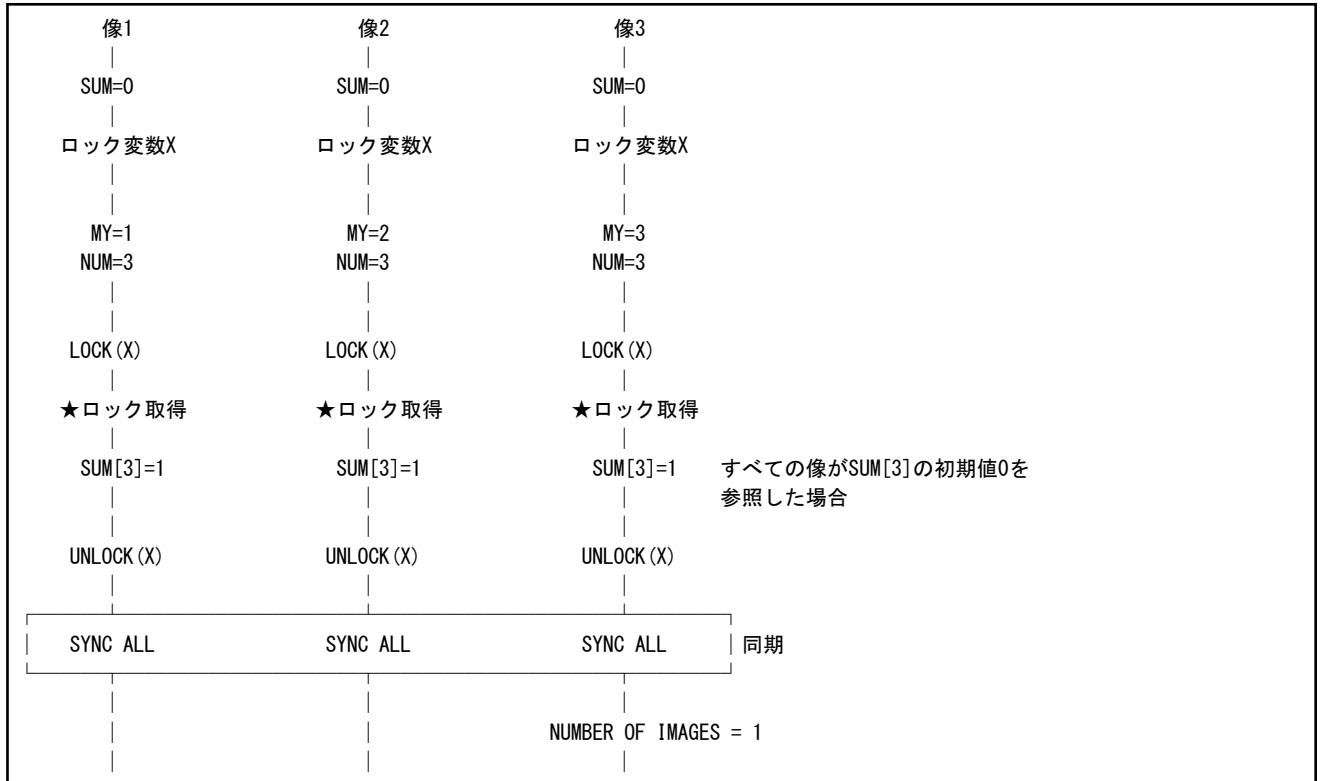 像1 像2 像3
SUM=0 SUM=0 SUM=0
ロック変数X ロック変数X ロック変数X
MY=1 MY=2 MY=3
NUM=3 NUM=3 NUM=3
LOCK(X) LOCK(X) LOCK(X)
★ロック取得 ★ロック取得 ★ロック取得
SUM[3]=1 SUM[3]=1 SUM[3]=1 すべての像がSUM[3]の初期値0を
参照した場合
UNLOCK(X) UNLOCK(X) UNLOCK(X)
SYNC ALL SYNC ALL SYNC ALL 同期
NUMBER OF IMAGES = 1